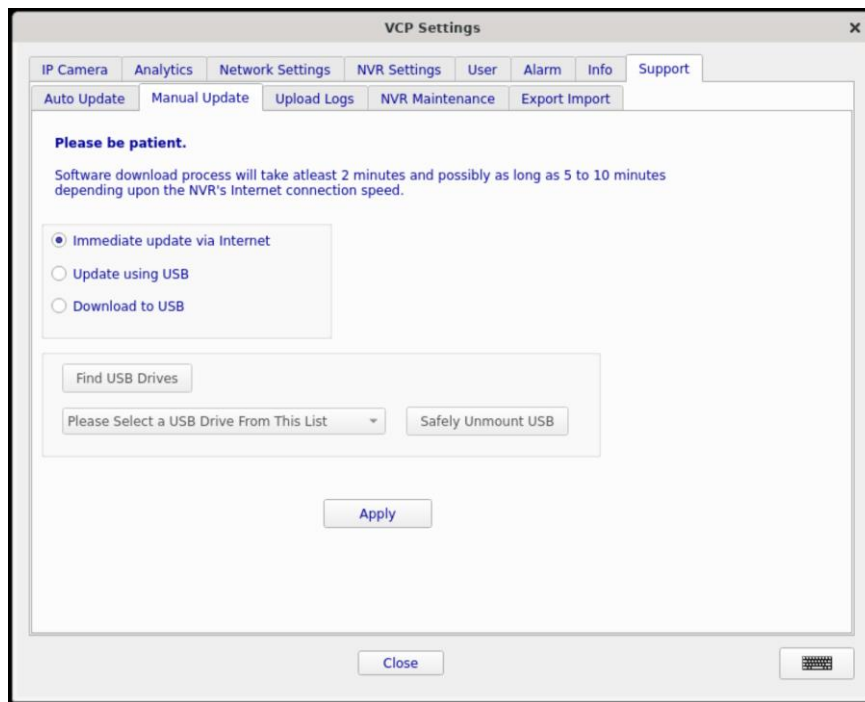 VCP Settings
IP Camera Analytics Network Settings NVR Settings User Alarm Info Support
Auto Update Manual Update Upload Logs NVR Maintenance Export Import
Please be patient.
Software download process will take atleast 2 minutes and possibly as long as 5 to 10 minutes
depending upon the NVR's Internet connection speed.
Immediate update via Internet
Update using USB
Download to USB
Find USB Drives
Please Select a USB Drive From This List Safely Unmount USB
Apply
Close